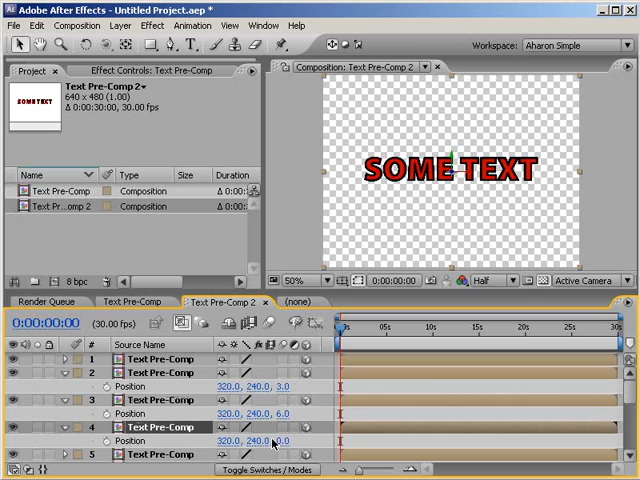 Adobe After Effects - Untitled Project.aep *
File Edit Composition Layer Effect Animation View Window Help
Workspace: Aharon Simple
Project Effect Controls: Text Pre-Comp
Text Pre-Comp 2
640 x 480 (1.00)
Δ 0:00:30:00, 30.00 fps
SOME TEXT
Name Type Size Duration
Text Pre-Comp Composition 0:00:
Text Pr...omp 2 Composition 0:00:
8 bpc
Composition: Text Pre-Comp 2
SOME TEXT
50% 0:00:00:00 Half Active Camera
Render Queue Text Pre-Comp Text Pre-Comp 2 (none)
0:00:00:00 (30.00 fps)
# Source Name
05s 10s 15s 20s 25s 30s
1 Text Pre-Comp
2 Text Pre-Comp
Position 320.0, 240.0, 3.0
3 Text Pre-Comp
Position 320.0, 240.0, 6.0
4 Text Pre-Comp
Position 320.0, 240.0, 0.0
5 Text Pre-Comp
Toggle Switches / Modes